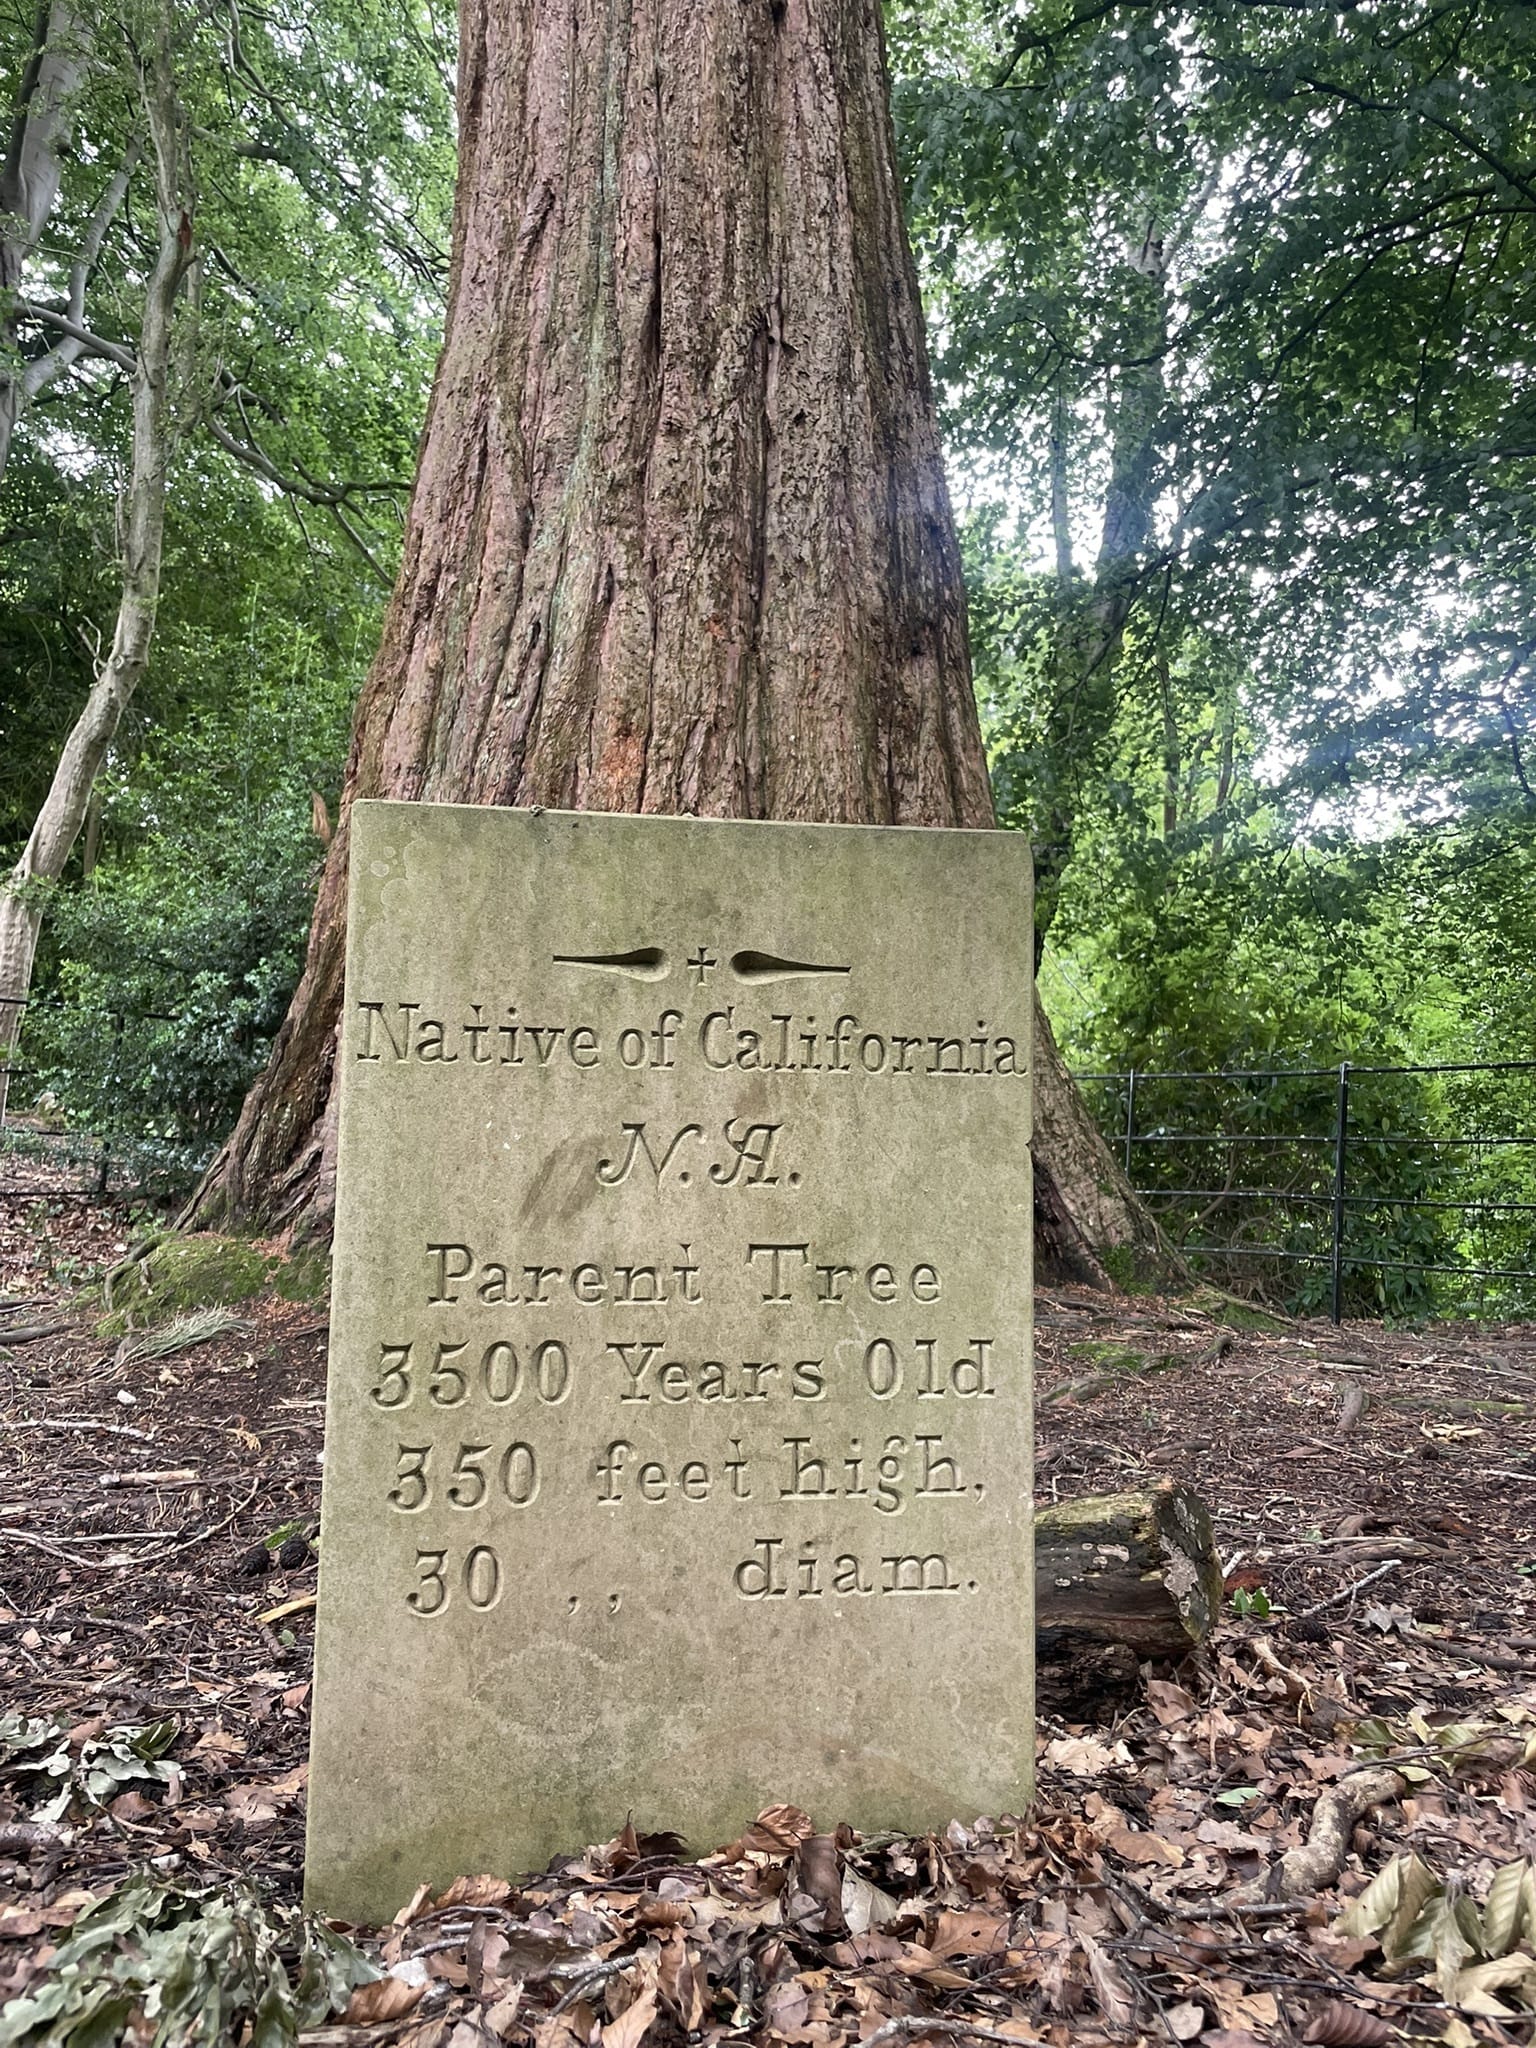 Native of California
N. A.
Parent Tree
3500 Years Old
350 feet high,
30 ,, diam.